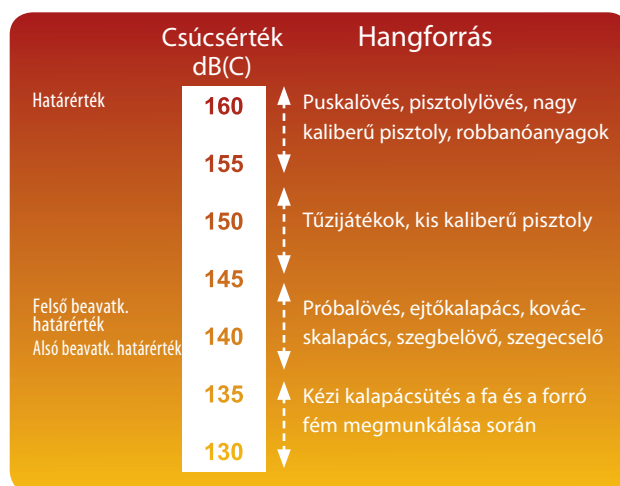 Csúcsérték
dB(C)
Hangforrás
Határérték
160
Puskalövés, pisztolylövés, nagy
kaliberű pisztoly, robbanóanyagok
155
150
Tűzijátékok, kis kaliberű pisztoly
145
Felső beavatk.
határérték
Alsó beavatk. határérték
140
Próbalövés, ejtőkalapács, kovác-
skalapács, szegbelövő, szegecselő
135
Kézi kalapácsütés a fa és a forró
fém megmunkálása során
130